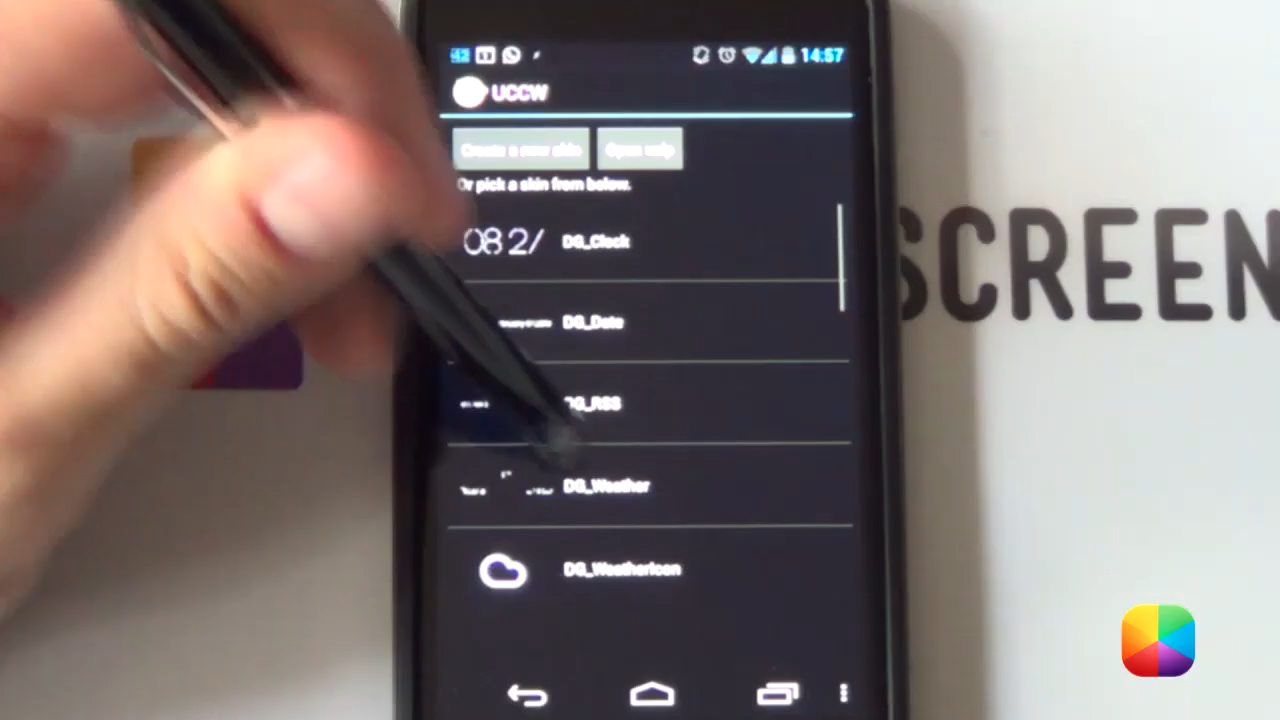 14:57
UCCW
Create a new skin
Open uzip
Or pick a skin from below.
082/
DG_Clock
DG_Date
DG_RSS
DG_Weather
DG_WeatherIcon
SCREEN